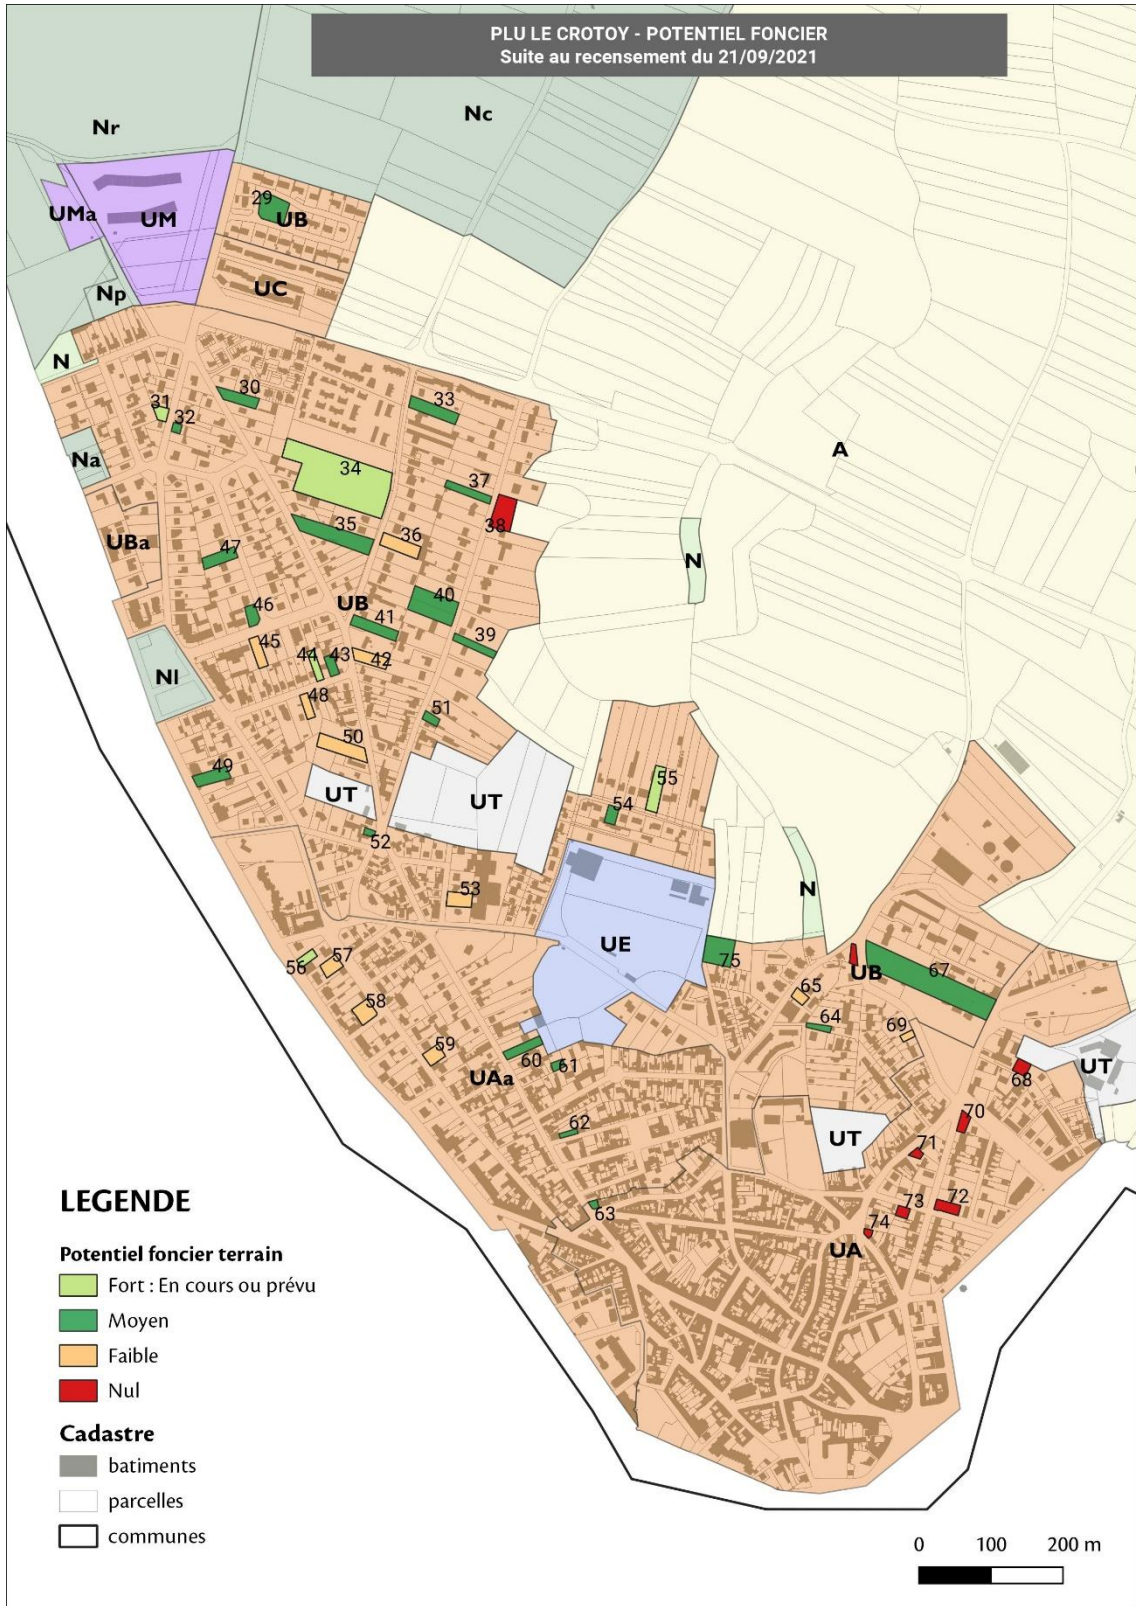 PLU LE CROTOY - POTENTIEL FONCIER
Suite au recensement du 21/09/2021
Nr
Nc
UMa
UM
29
UB
UC
Np
N
30
31
32
33
Na
34
37
A
35
38
36
UBa
47
N
46
UB
40
41
39
45
44
43
42
NI
48
51
50
49
UT
UT
55
54
52
53
N
UE
56
57
75
UB
67
58
65
64
69
59
60
61
UAa
68
UT
70
62
UT
71
63
73
72
74
UA
LEGENDE
Potentiel foncier terrain
Fort : En cours ou prévu
Moyen
Faible
Nul
Cadastre
batiments
parcelles
communes
0 100 200 m